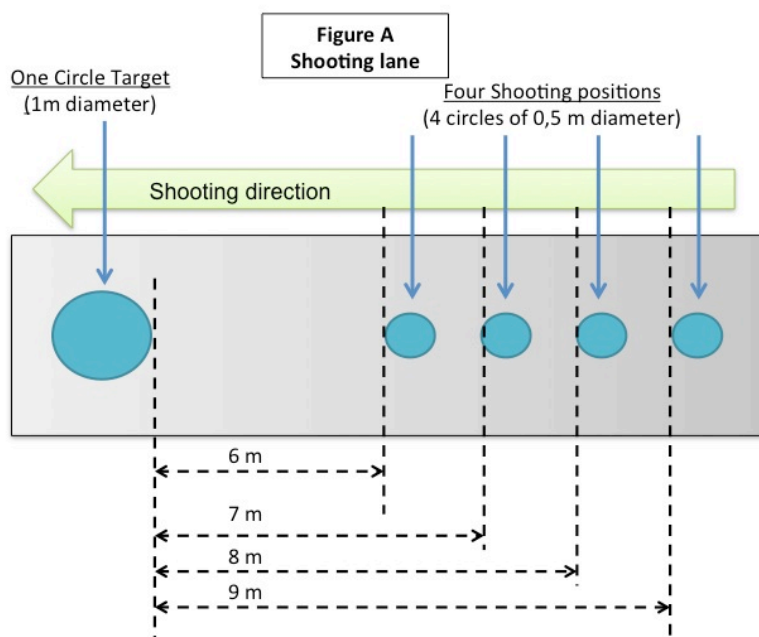 Figure A
Shooting lane
One Circle Target
(1m diameter)
Four Shooting positions
(4 circles of 0,5 m diameter)
Shooting direction
6 m
7 m
8 m
9 m